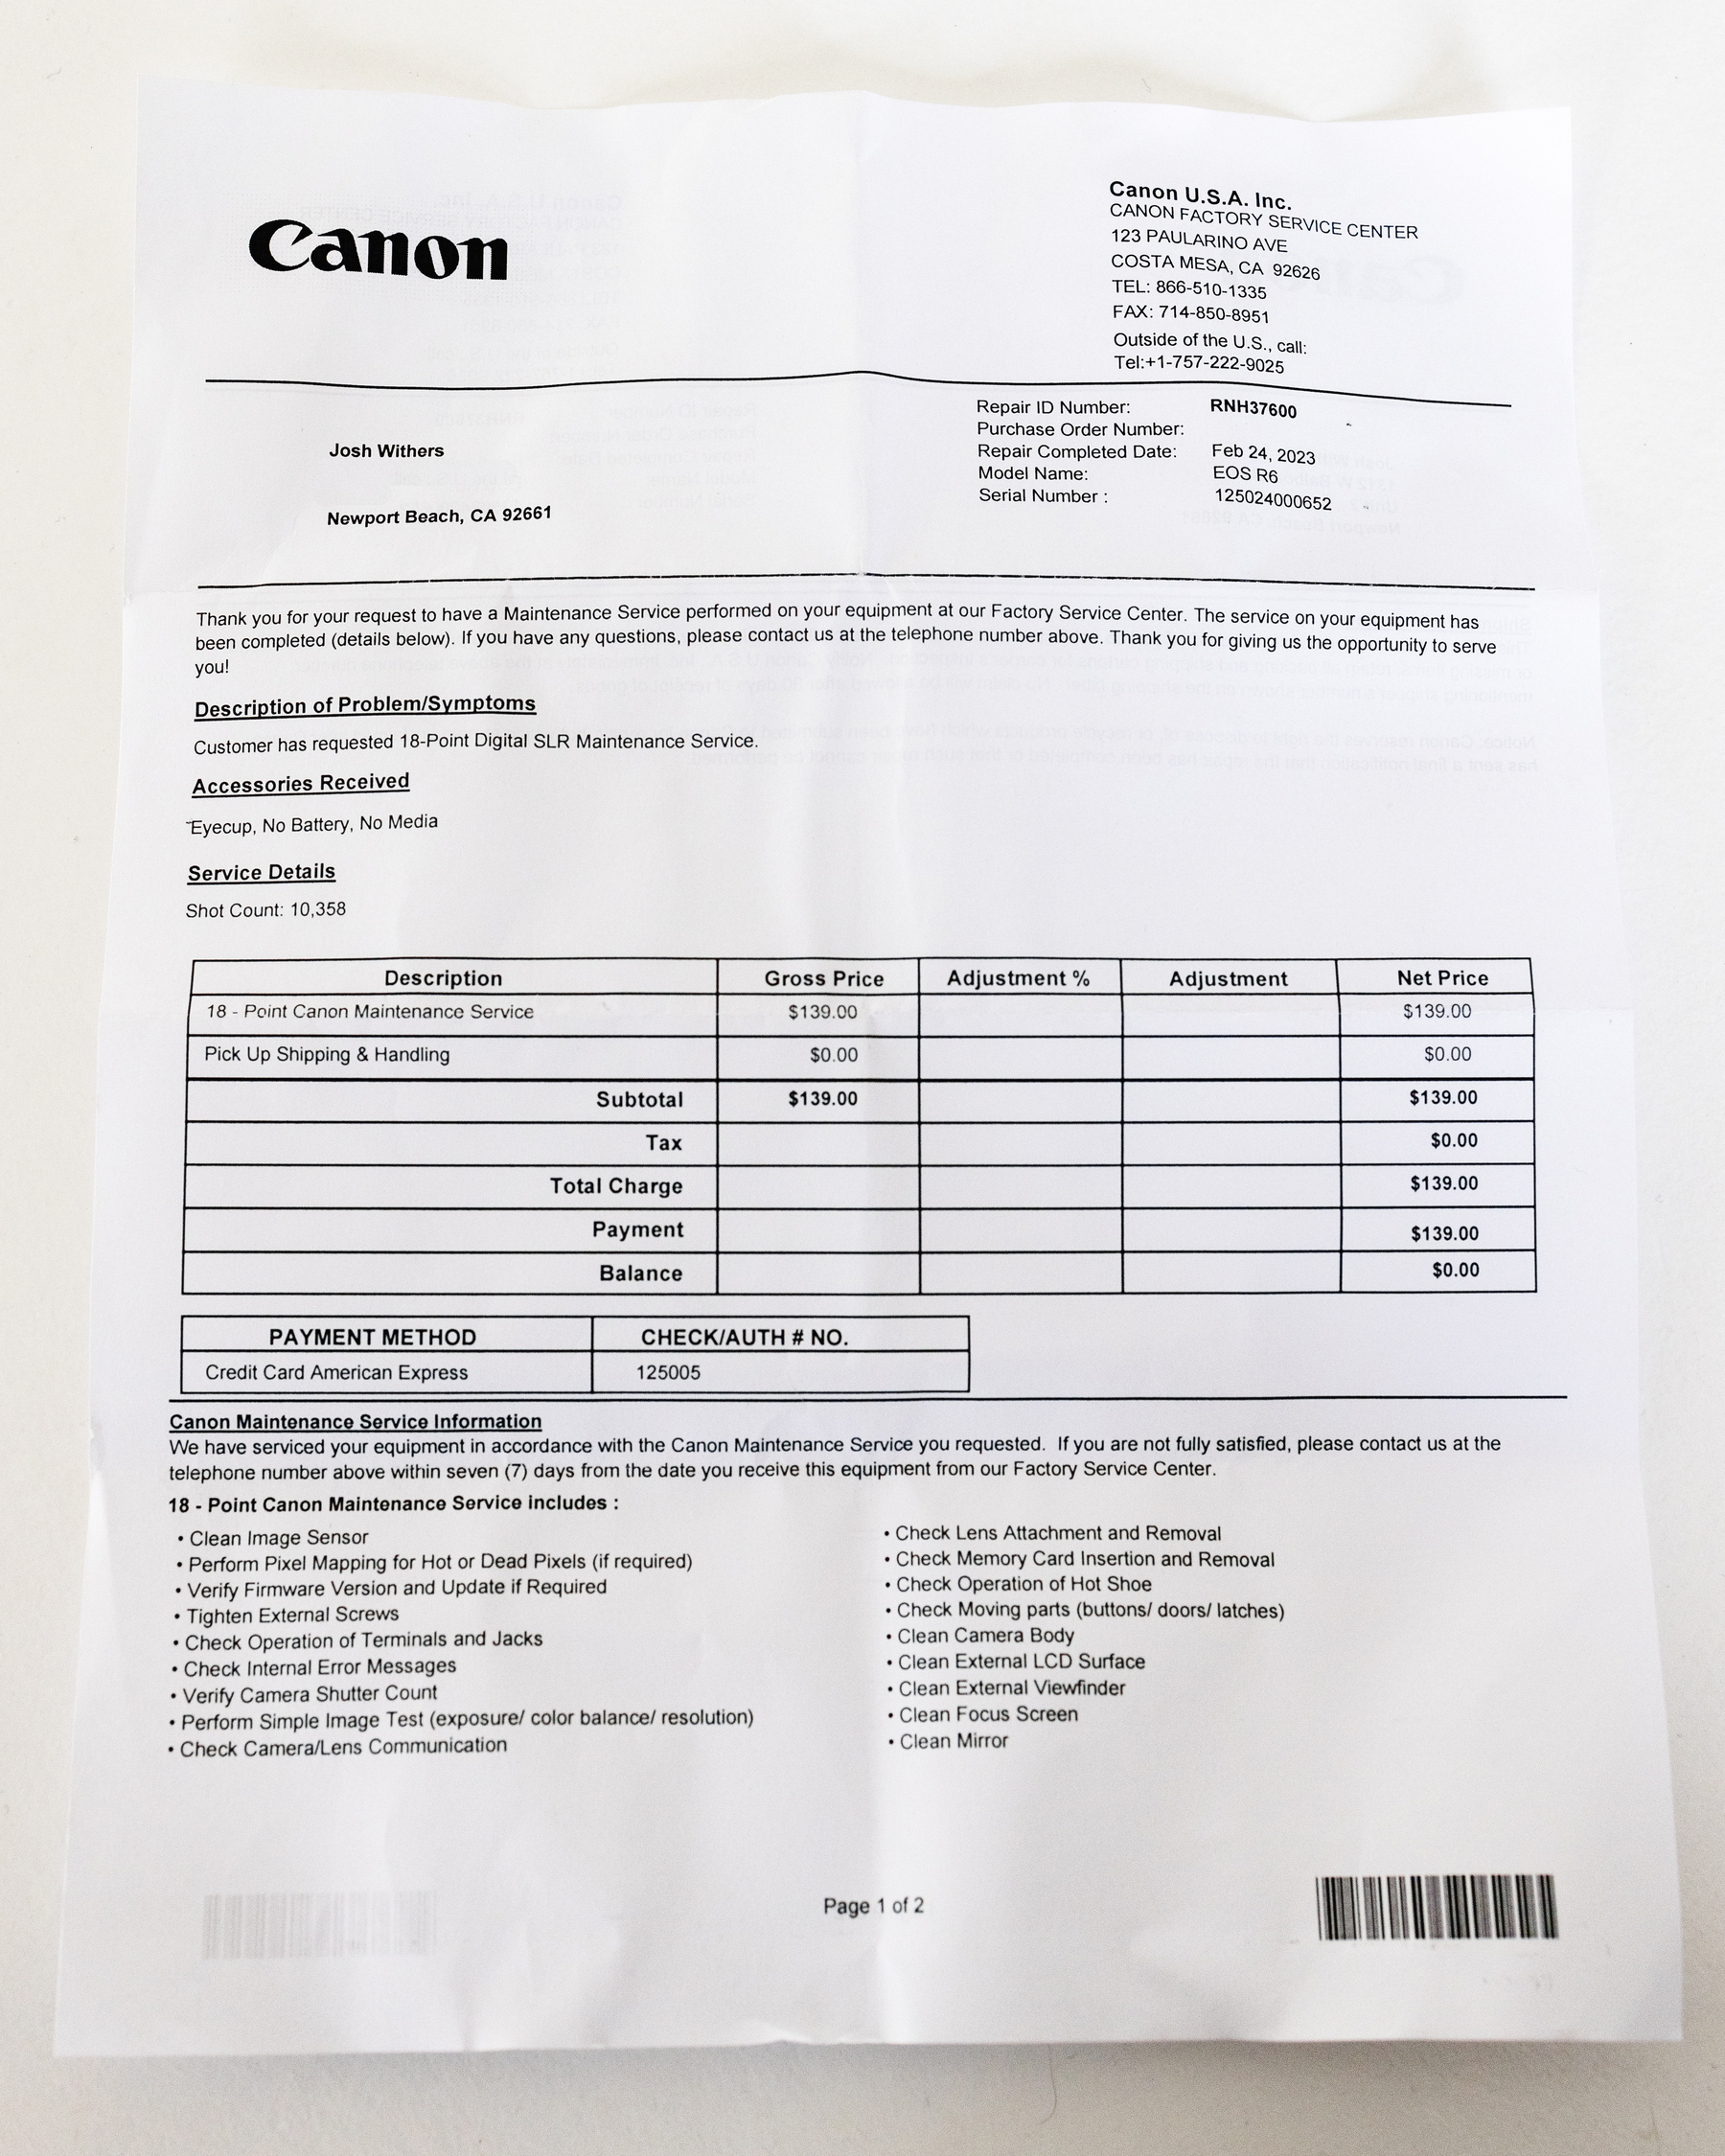 Canon
Canon U.S.A. Inc.
CANON FACTORY SERVICE CENTER
123 PAULARINO AVE
COSTA MESA, CA 92626
TEL: 866-510-1335
FAX: 714-850-8951
Outside of the U.S., call:
Tel:+1-757-222-9025
Josh Withers
Newport Beach, CA 92661
Repair ID Number: RNH37600
Purchase Order Number:
Repair Completed Date: Feb 24, 2023
Model Name: EOS R6
Serial Number : 125024000652
Thank you for your request to have a Maintenance Service performed on your equipment at our Factory Service Center. The service on your equipment has
been completed (details below). If you have any questions, please contact us at the telephone number above. Thank you for giving us the opportunity to serve
you!
Description of Problem/Symptoms
Customer has requested 18-Point Digital SLR Maintenance Service.
Accessories Received
Eyecup, No Battery, No Media
Service Details
Shot Count: 10,358
Description Gross Price Adjustment % Adjustment Net Price
18 - Point Canon Maintenance Service $139.00 $139.00
Pick Up Shipping & Handling $0.00 $0.00
Subtotal $139.00 $139.00
Tax $0.00
Total Charge $139.00
Payment $139.00
Balance $0.00
PAYMENT METHOD CHECK/AUTH # NO.
Credit Card American Express 125005
Canon Maintenance Service Information
We have serviced your equipment in accordance with the Canon Maintenance Service you requested. If you are not fully satisfied, please contact us at the
telephone number above within seven (7) days from the date you receive this equipment from our Factory Service Center.
18 - Point Canon Maintenance Service includes :
• Clean Image Sensor
• Perform Pixel Mapping for Hot or Dead Pixels (if required)
• Verify Firmware Version and Update if Required
• Tighten External Screws
• Check Operation of Terminals and Jacks
• Check Internal Error Messages
• Verify Camera Shutter Count
• Perform Simple Image Test (exposure/ color balance/ resolution)
• Check Camera/Lens Communication
• Check Lens Attachment and Removal
• Check Memory Card Insertion and Removal
• Check Operation of Hot Shoe
• Check Moving parts (buttons/ doors/ latches)
• Clean Camera Body
• Clean External LCD Surface
• Clean External Viewfinder
• Clean Focus Screen
• Clean Mirror
Page 1 of 2